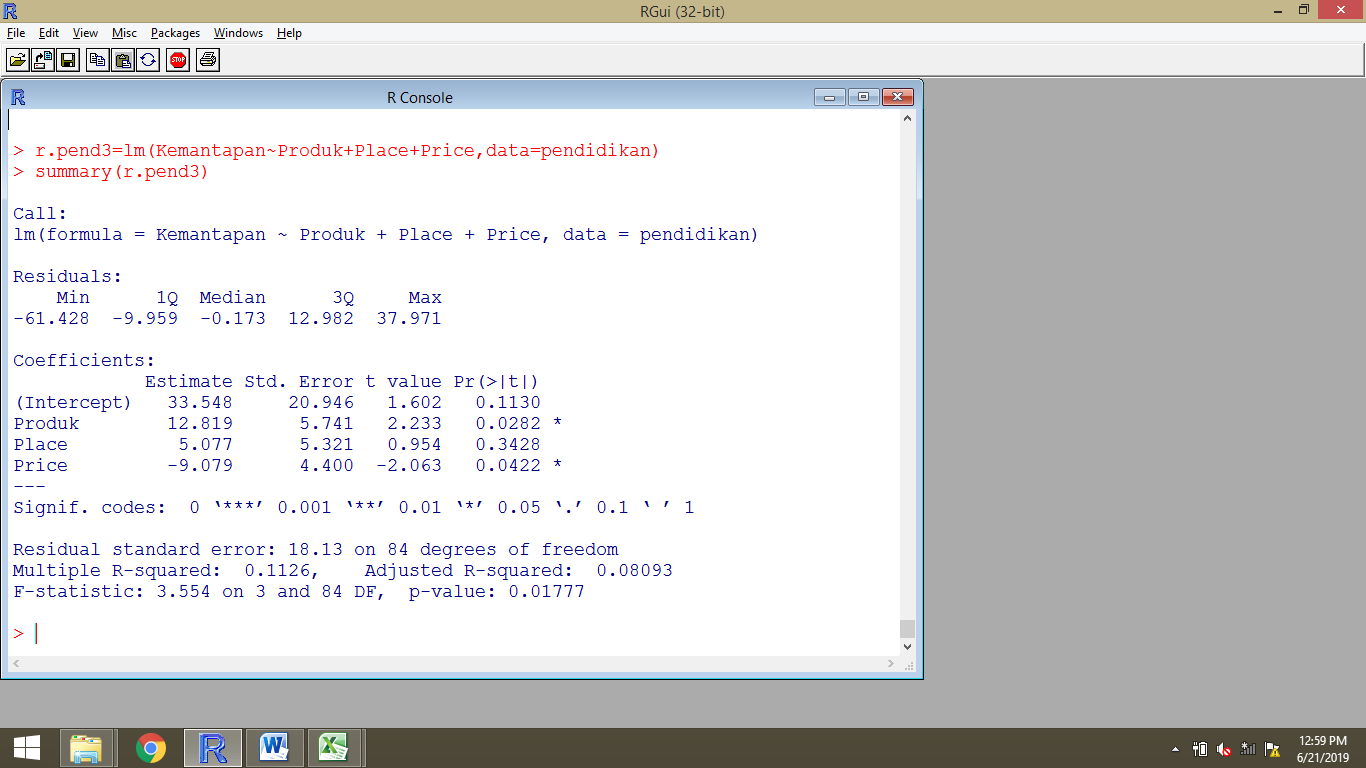 RGui (32-bit)
File Edit View Misc Packages Windows Help
STOP
R Console
> r.pend3=lm(Kemantapan~Produk+Place+Price,data=pendidikan)
> summary(r.pend3)
Call:
lm(formula = Kemantapan ~ Produk + Place + Price, data = pendidikan)
Residuals:
    Min      1Q  Median      3Q     Max
-61.428  -9.959  -0.173  12.982  37.971
Coefficients:
            Estimate Std. Error t value Pr(>|t|)
(Intercept)   33.548     20.946   1.602   0.1130
Produk        12.819      5.741   2.233   0.0282 *
Place          5.077      5.321   0.954   0.3428
Price         -9.079      4.400  -2.063   0.0422 *
---
Signif. codes:  0 ‘***’ 0.001 ‘**’ 0.01 ‘*’ 0.05 ‘.’ 0.1 ‘ ’ 1
Residual standard error: 18.13 on 84 degrees of freedom
Multiple R-squared:  0.1126,    Adjusted R-squared:  0.08093
F-statistic: 3.554 on 3 and 84 DF,  p-value: 0.01777
>
12:59 PM
6/21/2019